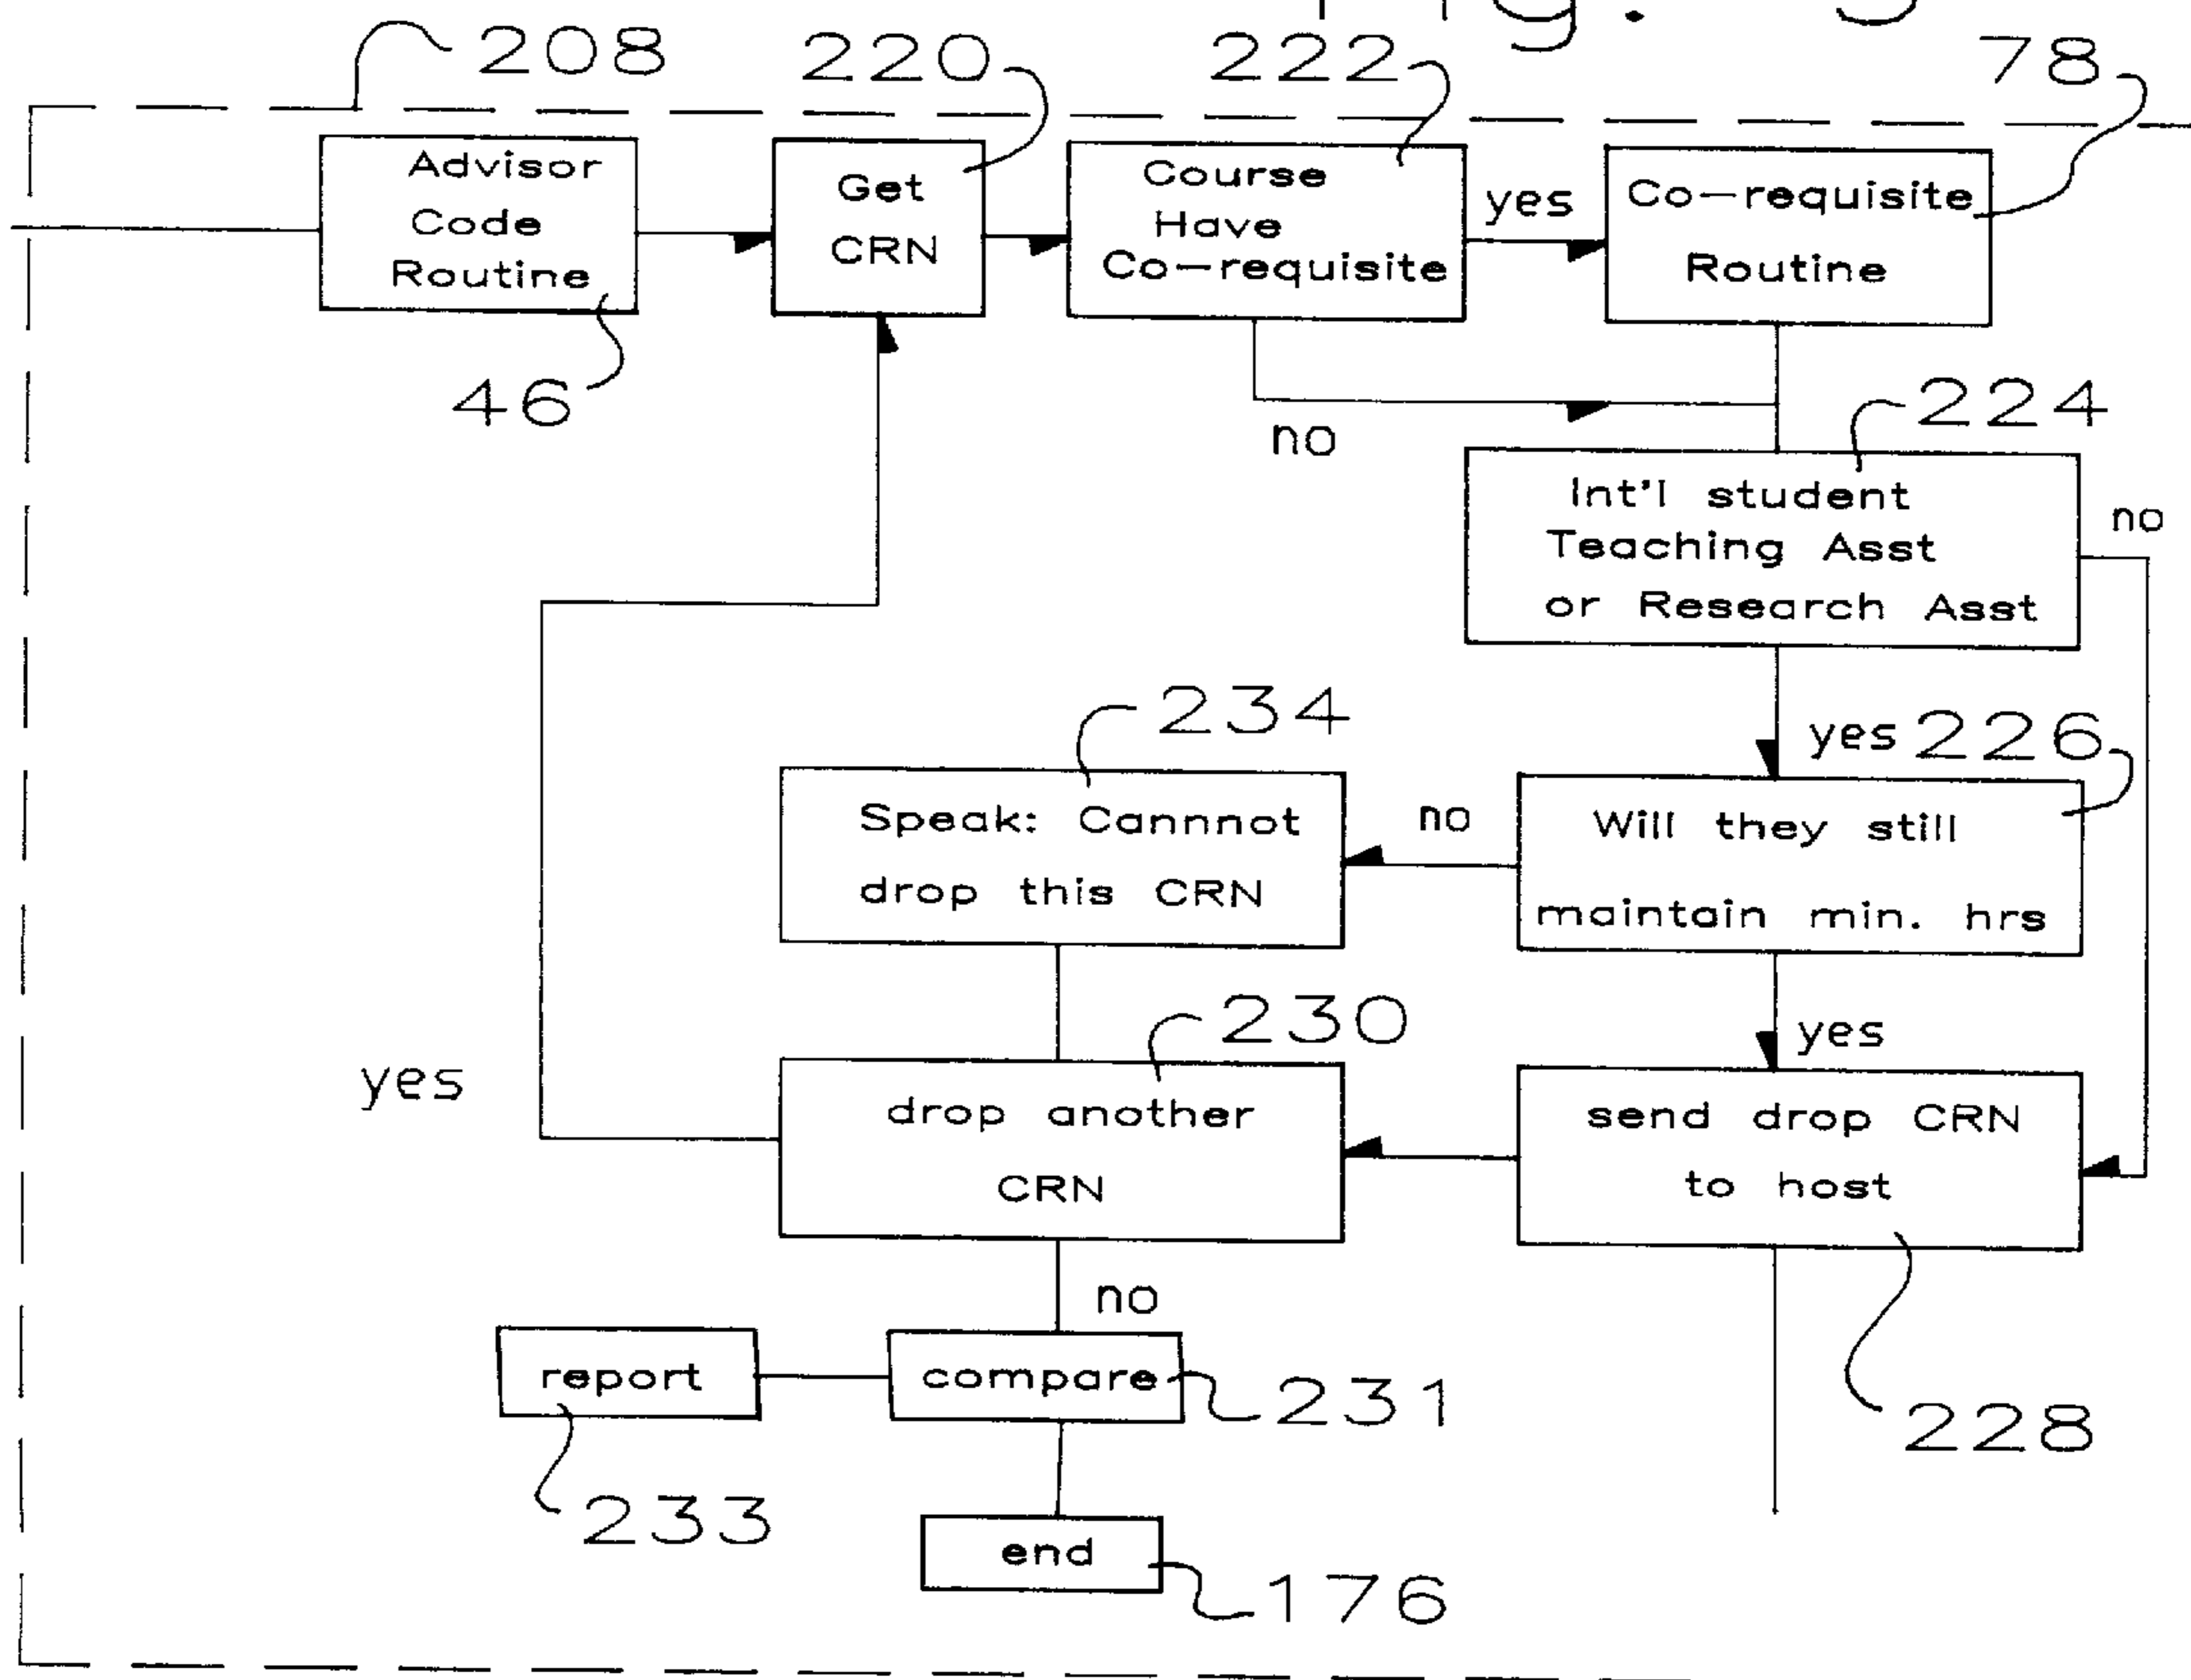 208
220
222
78
Advisor
Code
Routine
Get
CRN
Course
Have
Co-requisite
yes
Co-requisite
Routine
46
no
224
Int'l student
Teaching Asst
or Research Asst
no
234
yes 226
Speak: Cannnot
drop this CRN
no
Will they still
maintain min. hrs
230
yes
yes
drop another
CRN
send drop CRN
to host
no
report
compare
231
228
233
end
176